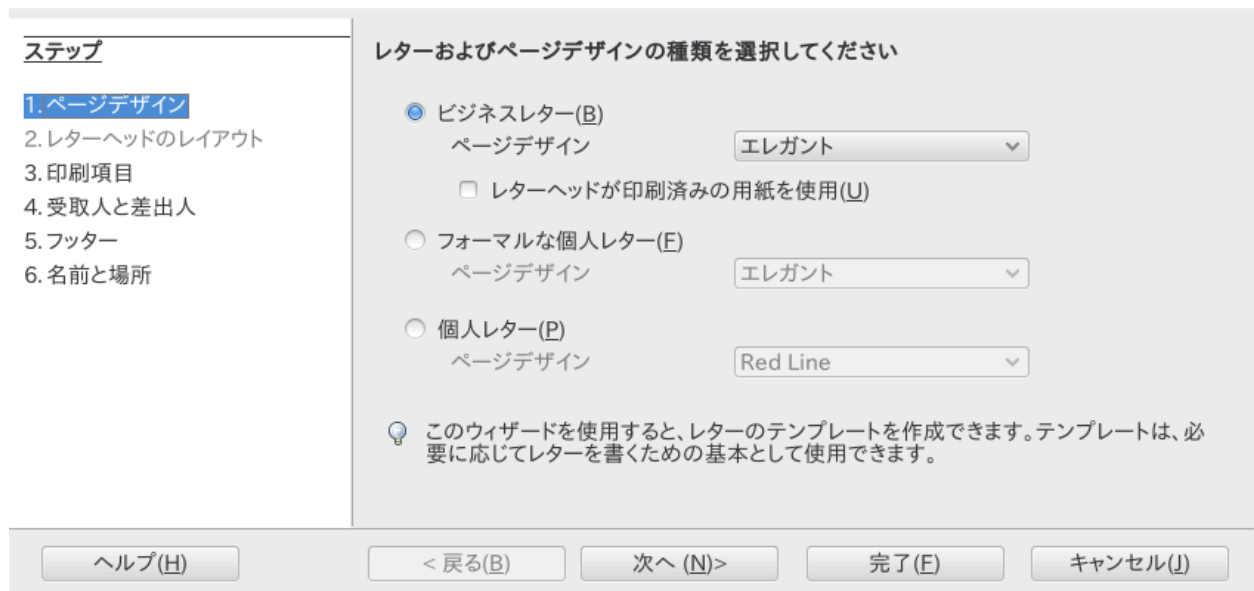 ステップ
1.ページデザイン
2.レターヘッドのレイアウト
3.印刷項目
4.受取人と差出人
5.フッター
6.名前と場所
レターおよびページデザインの種類を選択してください
ビジネスレター(B)
ページデザイン エレガント
レターヘッドが印刷済みの用紙を使用(U)
フォーマルな個人レター(F)
ページデザイン エレガント
個人レター(P)
ページデザイン Red Line
このウィザードを使用すると、レターのテンプレートを作成できます。テンプレートは、必
要に応じてレターを書くための基本として使用できます。
ヘルプ(H) < 戻る(B) 次へ (N)> 完了(F) キャンセル(J)